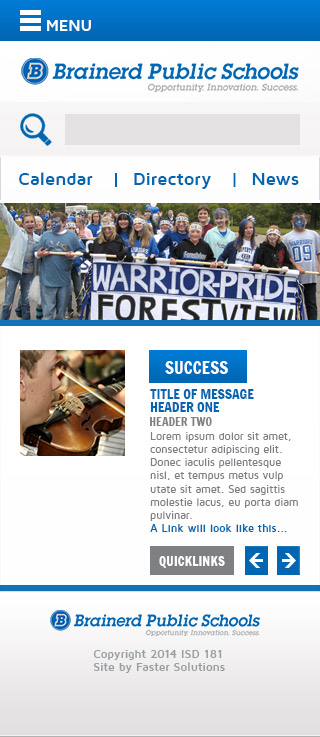 MENU
B Brainerd Public Schools
Opportunity. Innovation. Success.
Calendar | Directory | News
WARRIOR-PRIDE
FORESTVIEW
09
SUCCESS
TITLE OF MESSAGE
HEADER ONE
HEADER TWO
Lorem ipsum dolor sit amet,
consectetur adipiscing elit.
Donec iaculis pellentesque
nisl, et tempus metus vulp
utate sit amet. Sed sagittis
molestie lacus, eu porta diam
pulvinar.
A Link will look like this...
QUICKLINKS
B Brainerd Public Schools
Opportunity. Innovation. Success.
Copyright 2014 ISD 181
Site by Faster Solutions